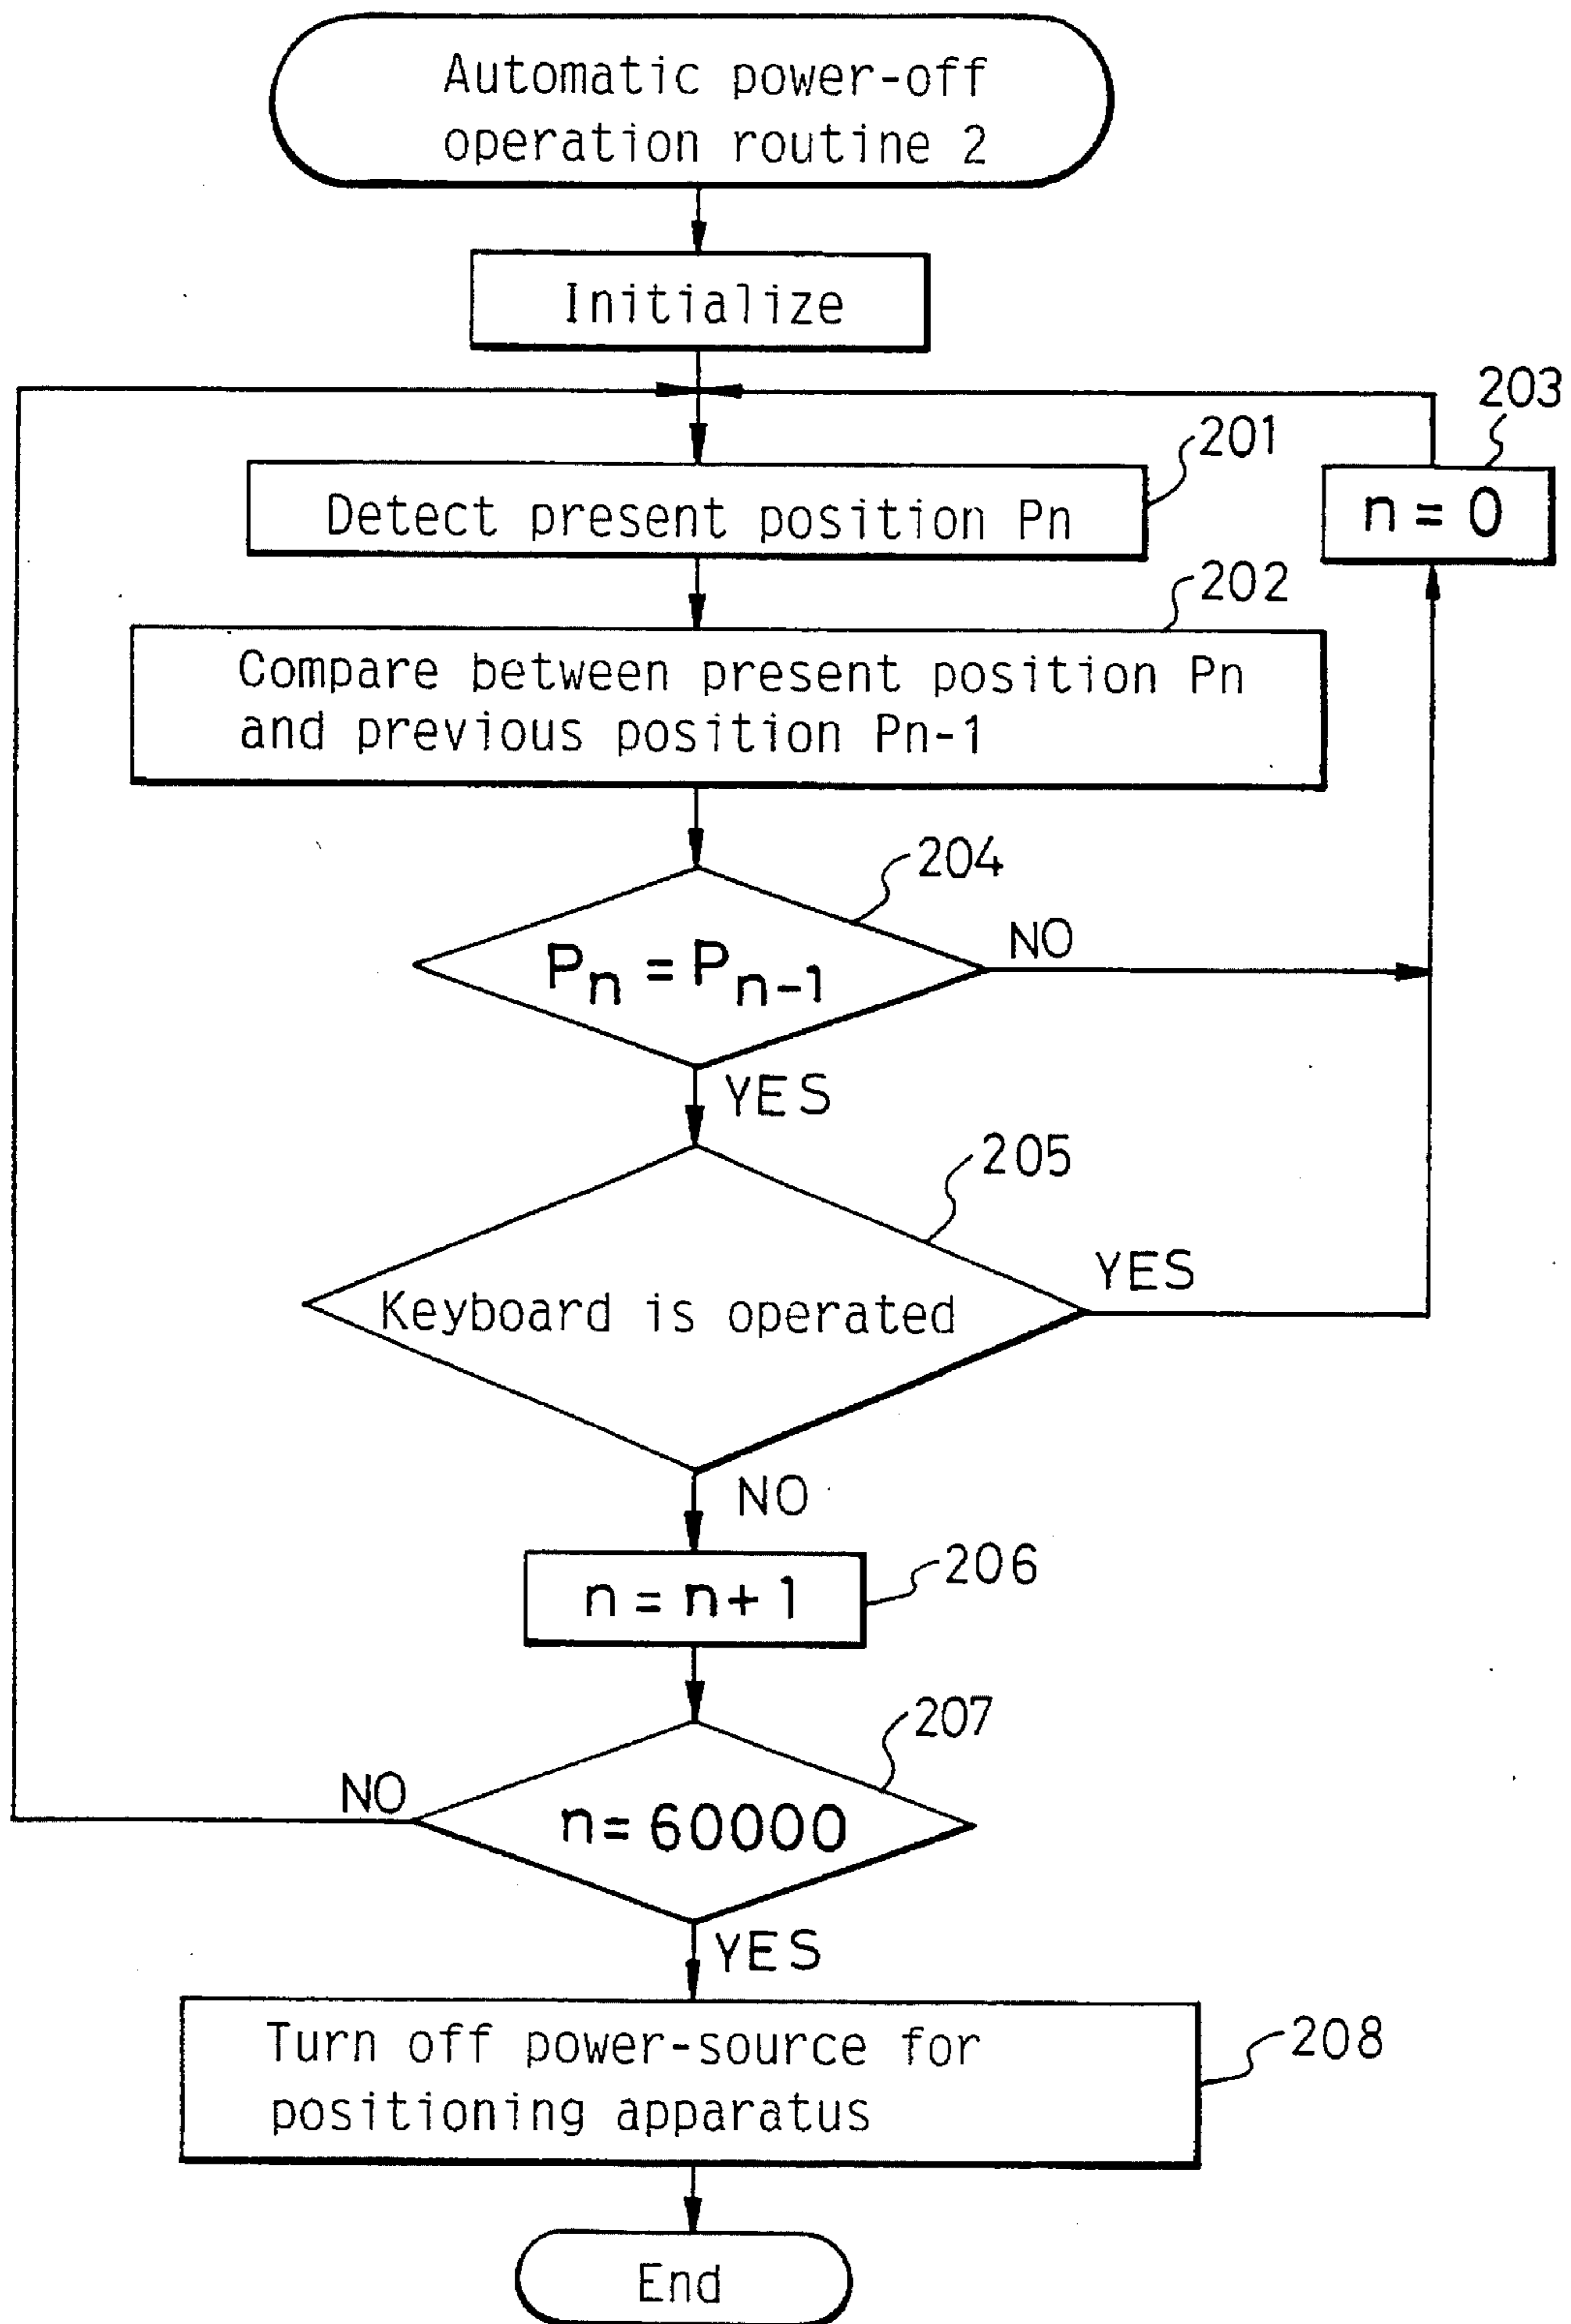 Automatic power-off
operation routine 2
Initialize
203
201
Detect present position Pn
n = 0
202
Compare between present position Pn
and previous position Pn-1
204
Pn = Pn-1
NO
YES
205
Keyboard is operated
YES
NO
206
n = n+1
207
NO
n = 60000
YES
Turn off power-source for
positioning apparatus
208
End